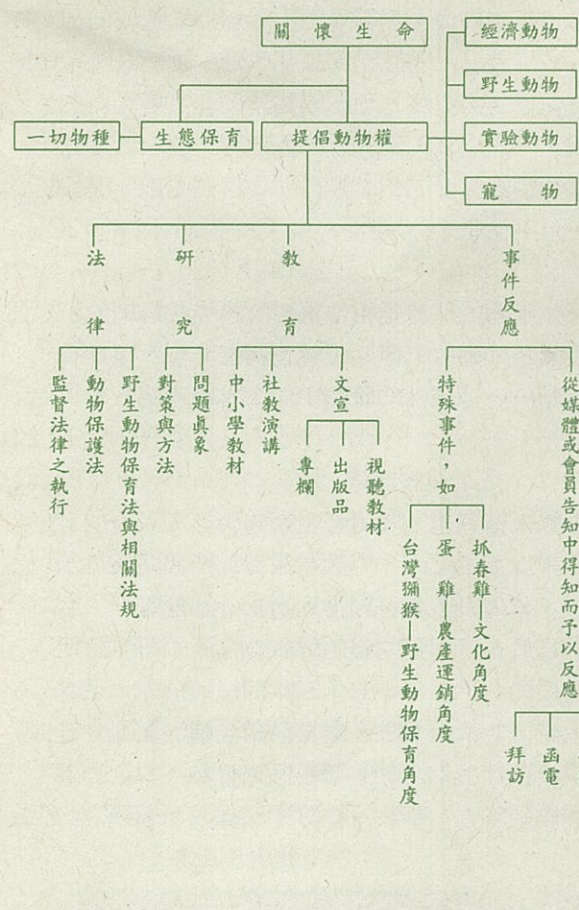 關懷生命
經濟動物
野生動物
一切物種
生態保育
提倡動物權
實驗動物
寵物
法律
研究
教育
事件反應
監督法律之執行
動物保護法
野生動物保育法與相關法規
對策與方法
問題眞象
中小學教材
社教演講
文宣
專欄
出版品
視聽教材
特殊事件，如
台灣獼猴—野生動物保育角度
蛋雞—農產運銷角度
抓春雞—文化角度
從媒體或會員告知中得知而予以反應
拜訪
函電